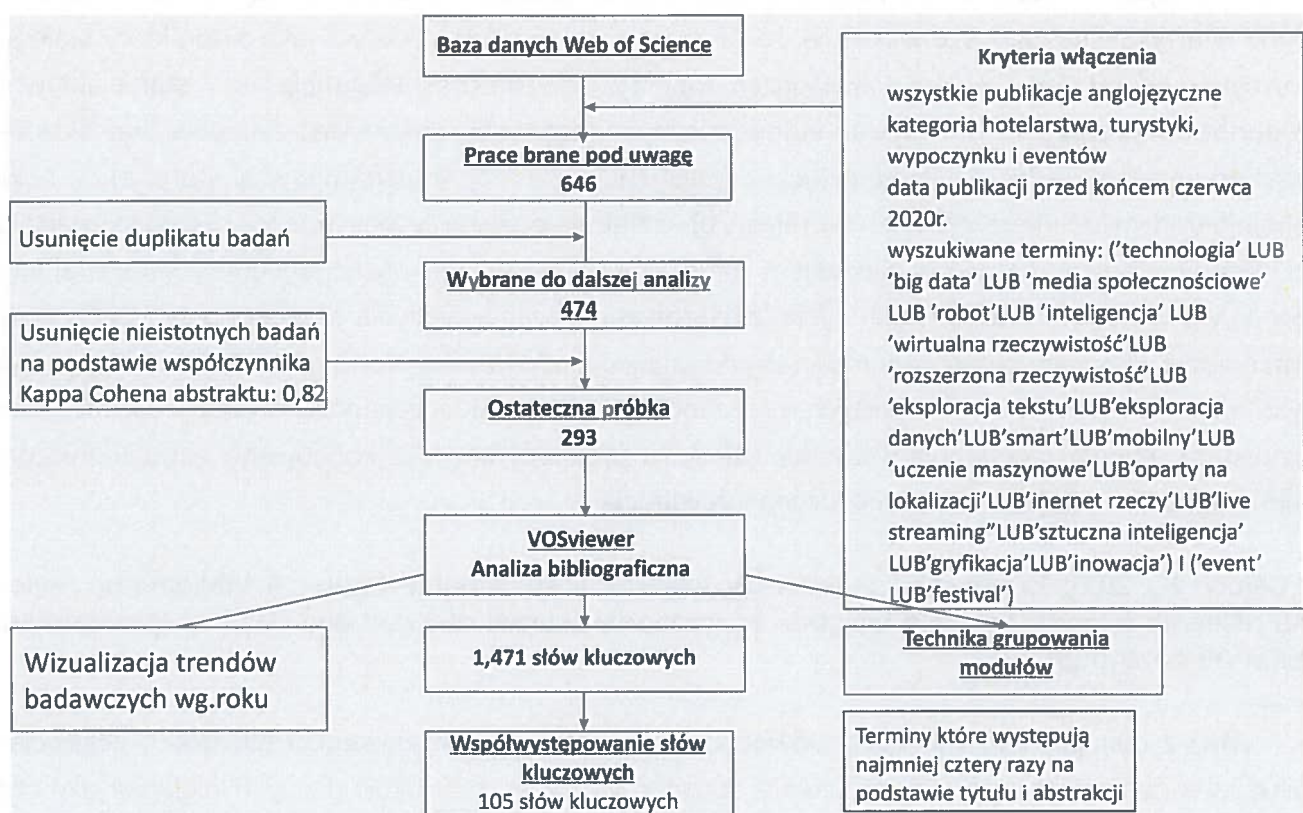 Baza danych Web of Science
Kryteria włączenia
wszystkie publikacje anglojęzyczne
kategoria hotelarstwa, turystyki,
wypoczynku i eventów
data publikacji przed końcem czerwca
2020r.
wyszukiwane terminy: ('technologia' LUB
'big data' LUB 'media społecznościowe'
LUB 'robot'LUB 'inteligencja' LUB
'wirtualna rzeczywistość'LUB
'rozszerzona rzeczywistość'LUB
'eksploracja tekstu'LUB'eksploracja
danych'LUB'smart'LUB'mobilny'LUB
'uczenie maszynowe'LUB'oparty na
lokalizacji'LUB'inernet rzeczy'LUB'live
streaming''LUB'sztuczna inteligencja'
LUB'gryfikacja'LUB'inowacja') I ('event'
LUB'festival')
Prace brane pod uwagę
646
Usunięcie duplikatu badań
Wybrane do dalszej analizy
474
Usunięcie nieistonych badań
na podstawie współczynnika
Kappa Cohena abstraktu: 0,82
Ostateczna próbka
293
VOSviewer
Analiza bibliograficzna
Wizualizacja trendów
badawczych wg.roku
1,471 słów kluczowych
Technika grupowania
modułów
Współwystępowanie słów
kluczowych
105 słów kluczowych
Terminy które występują
najmniej cztery razy na
podstawie tytułu i abstrakcji